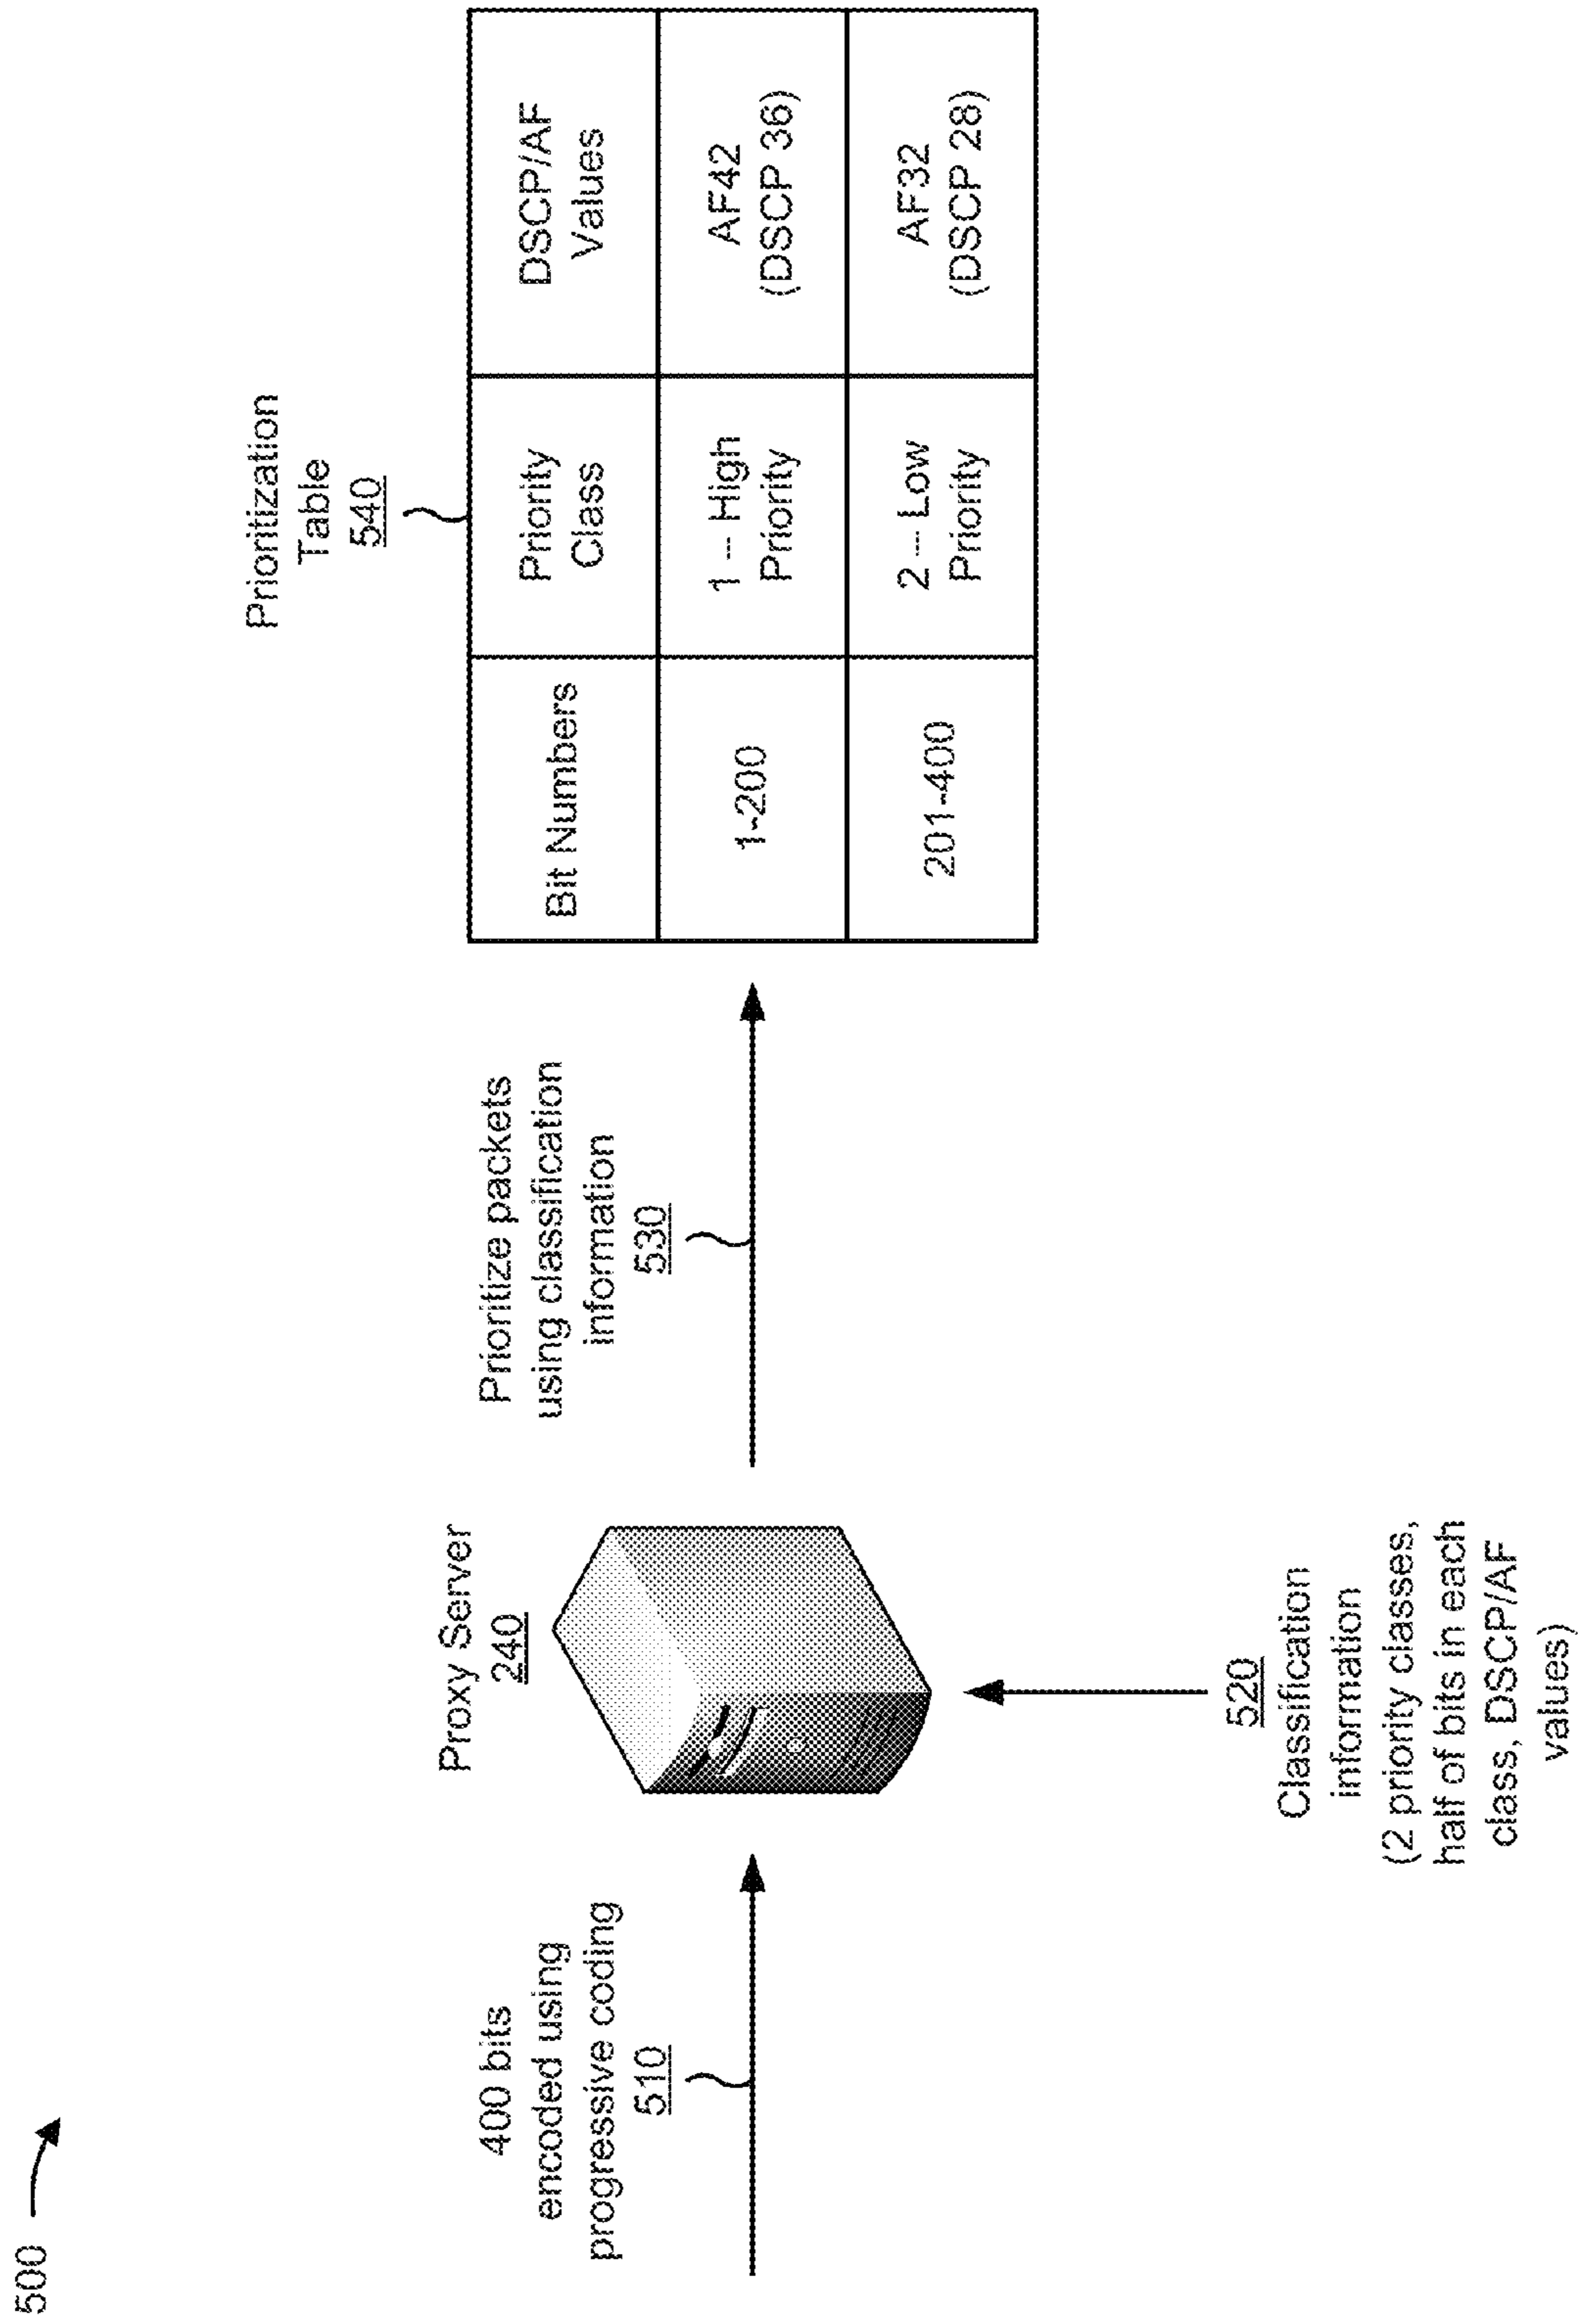 500
400 bits
encoded using
progressive coding
510
Proxy Server
240
520
Classification
information
(2 priority classes,
half of bits in each
class, DSCP/AF
values)
Prioritize packets
using classification
information
530
Prioritization
Table
540
Bit Numbers
Priority
Class
DSCP/AF
Values
1-200
1 -- High
Priority
AF42
(DSCP 36)
201-400
2 -- Low
Priority
AF32
(DSCP 28)